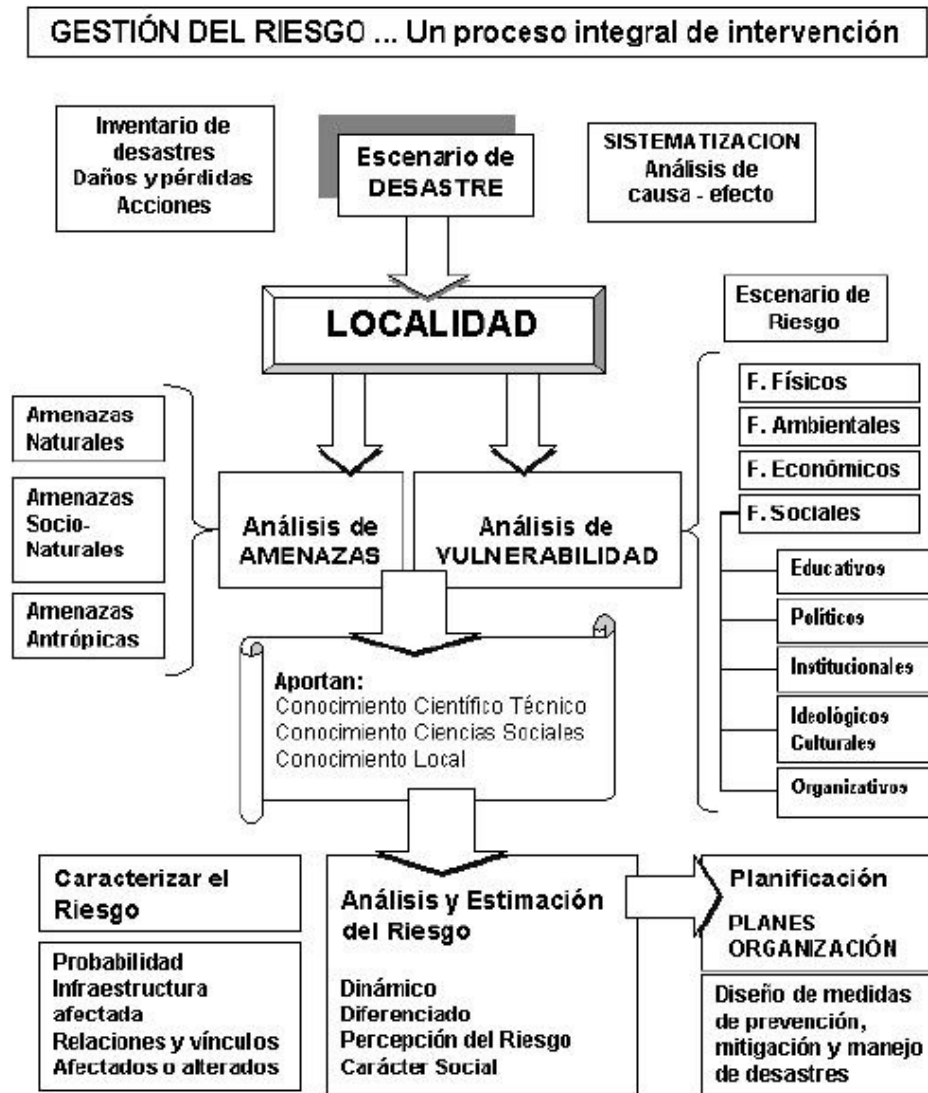 GESTIÓN DEL RIESGO ... Un proceso integral de intervención
Inventario de
desastres
Daños y pérdidas
Acciones
Escenario de
DESASTRE
SISTEMATIZACION
Análisis de
causa - efecto
LOCALIDAD
Escenario de
Riesgo
Amenazas
Naturales
Amenazas
Socio-
Naturales
Amenazas
Antrópicas
Análisis de
AMENAZAS
Análisis de
VULNERABILIDAD
F. Físicos
F. Ambientales
F. Económicos
F. Sociales
Educativos
Políticos
Institucionales
Ideológicos
Culturales
Organizativos
Aportan:
Conocimiento Científico Técnico
Conocimiento Ciencias Sociales
Conocimiento Local
Caracterizar el
Riesgo
Probabilidad
Infraestructura
afectada
Relaciones y vínculos
Afectados o alterados
Análisis y Estimación
del Riesgo
Dinámico
Diferenciado
Percepción del Riesgo
Carácter Social
Planificación
PLANES
ORGANIZACIÓN
Diseño de medidas
de prevención,
mitigación y manejo
de desastres